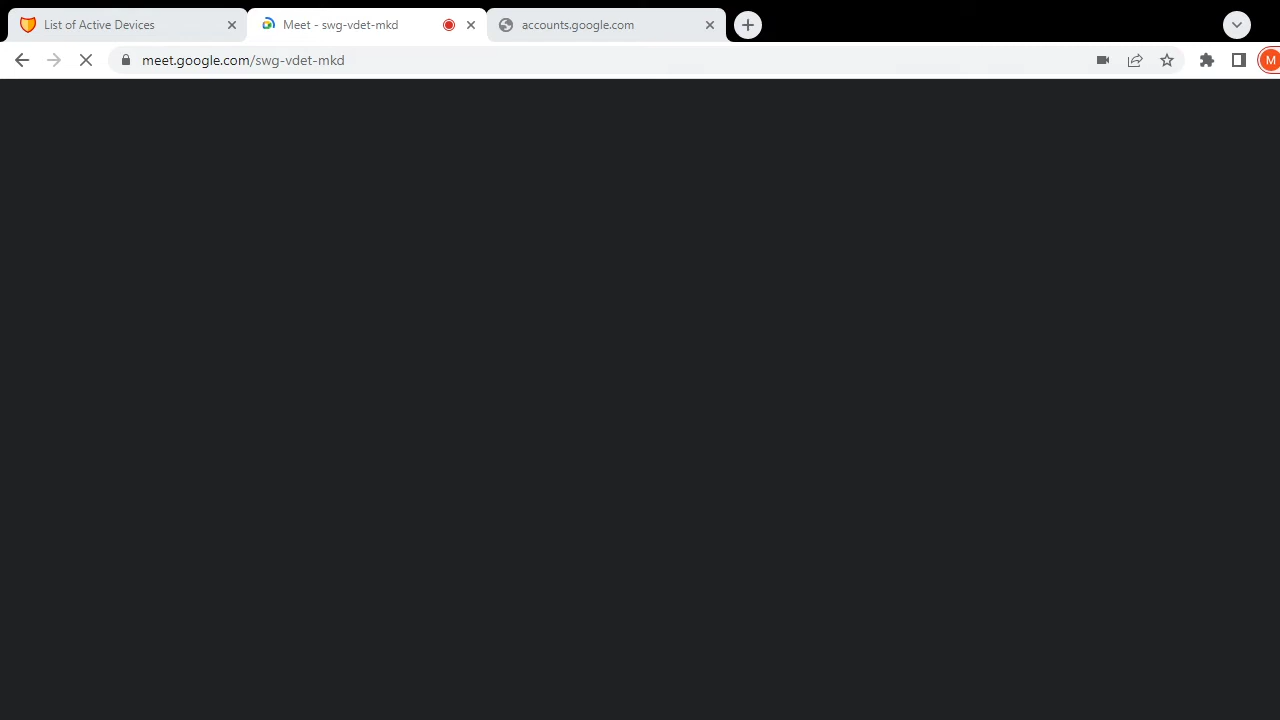 List of Active Devices
Meet - swg-vdet-mkd
accounts.google.com
meet.google.com/swg-vdet-mkd
M